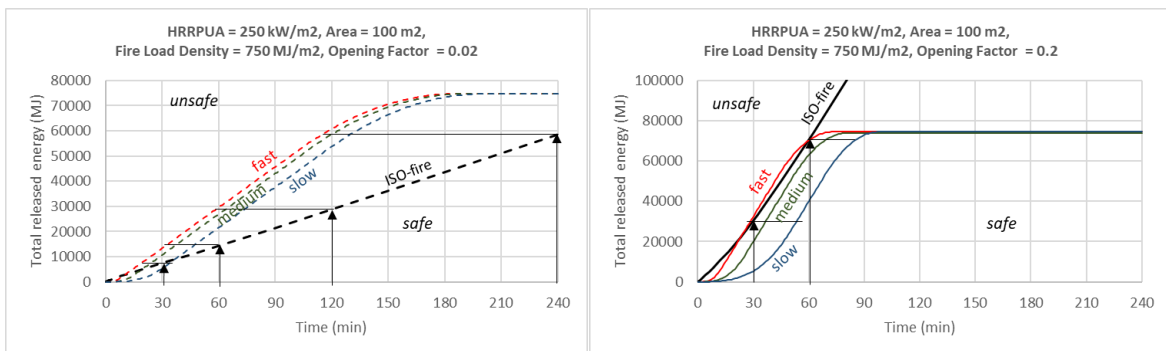 HRRPUA = 250 kW/m2, Area = 100 m2,
Fire Load Density = 750 MJ/m2, Opening Factor = 0.02
Total released energy (MJ)
80000
70000
60000
50000
40000
30000
20000
10000
0
unsafe
fast
medium
slow
ISO-fire
safe
0 30 60 90 120 150 180 210 240
Time (min)
HRRPUA = 250 kW/m2, Area = 100 m2,
Fire Load Density = 750 MJ/m2, Opening Factor = 0.2
Total released energy (MJ)
100000
80000
60000
40000
20000
0
unsafe
ISO-fire
fast
medium
slow
safe
0 30 60 90 120 150 180 210 240
Time (min)